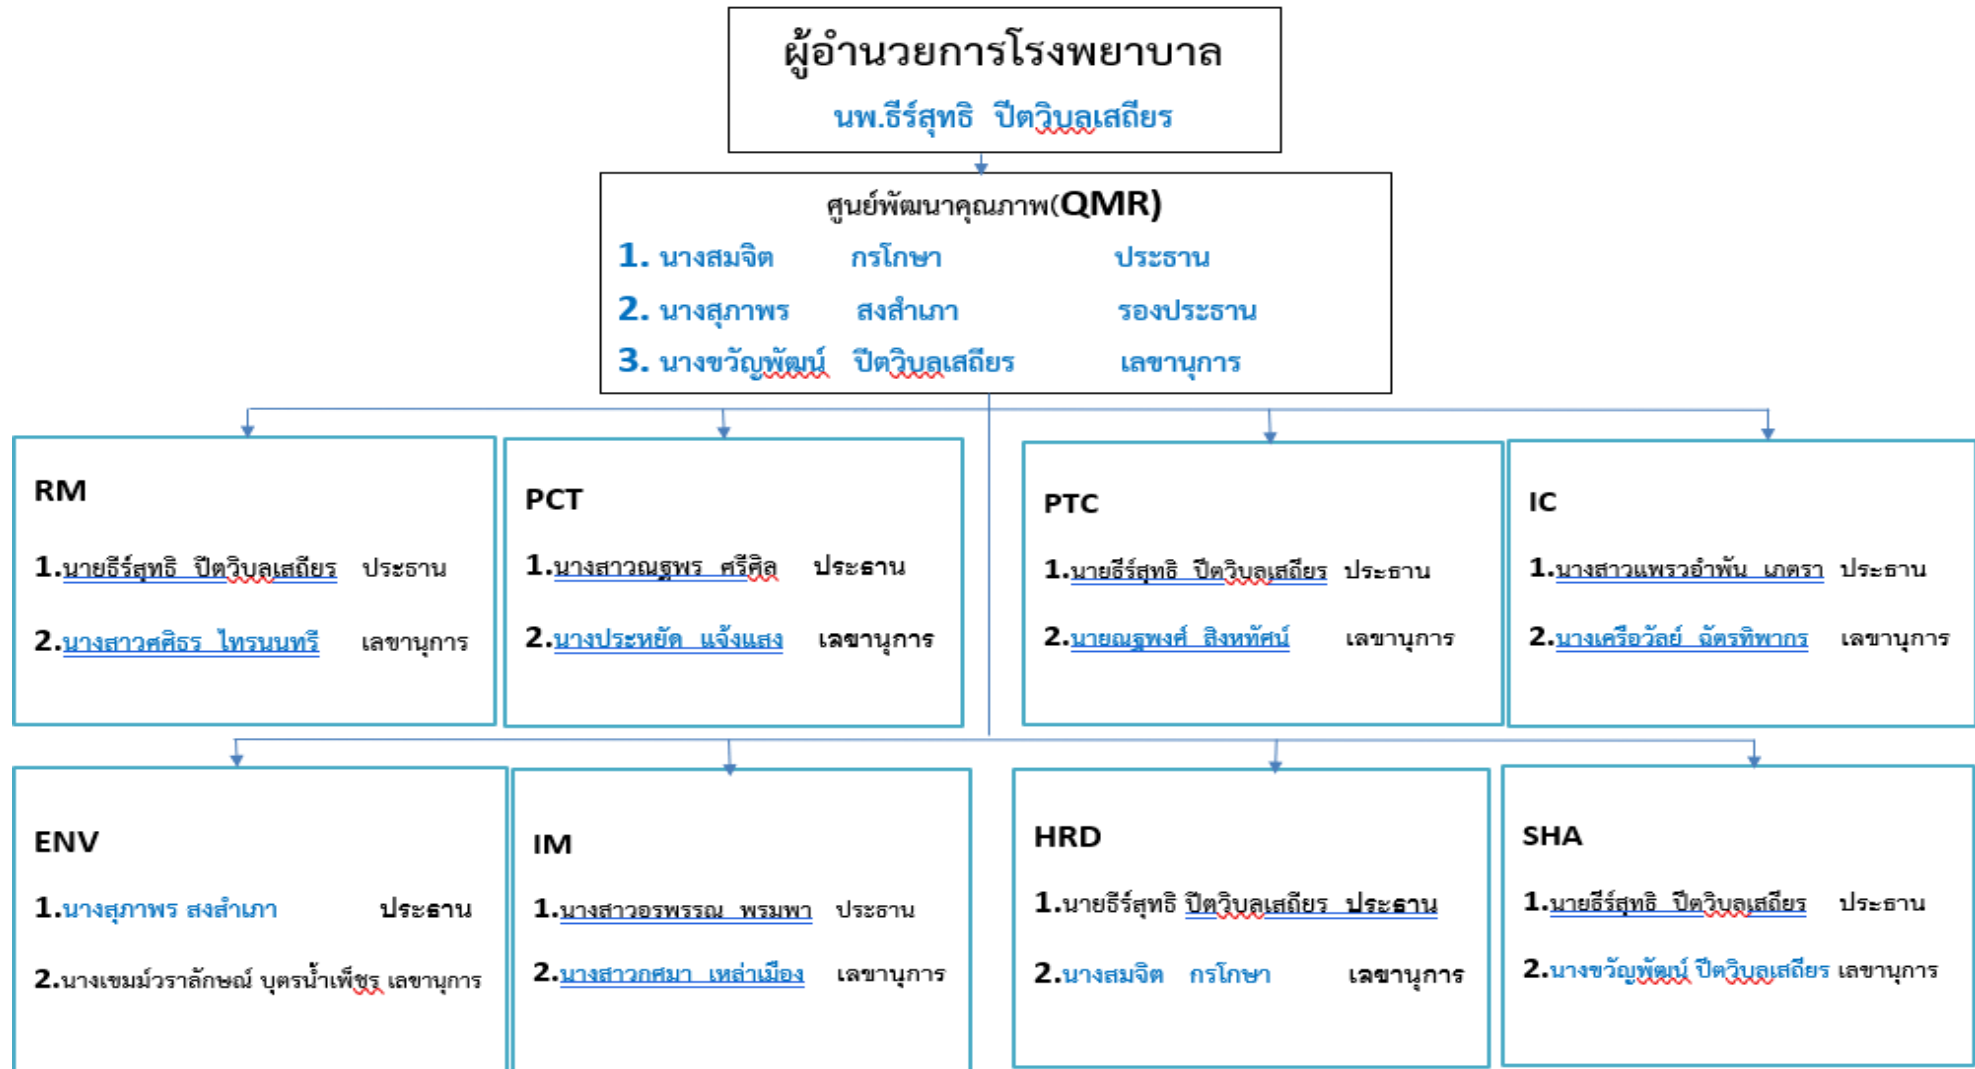 ผู้อำนวยการโรงพยาบาล
นพ.ธีร์สุทธิ ปีตวิบลเสถียร
ศูนย์พัฒนาคุณภาพ(QMR)
1. นางสมจิต กรโกษา ประธาน
2. นางสุภาพร สงสำเภา รองประธาน
3. นางขวัญพัฒน์ ปีตวิบลเสถียร เลขานุการ
RM
1.นายธีร์สุทธิ ปีตวิบลเสถียร ประธาน
2.นางสาวศศิธร ไทรนนทรี เลขานุการ
PCT
1.นางสาวณฐพร ศรีศิล ประธาน
2.นางประหยัด แจ้งแสง เลขานุการ
PTC
1.นายธีร์สุทธิ ปีตวิบลเสถียร ประธาน
2.นายณฐพงศ์ สิงหทัศน์ เลขานุการ
IC
1.นางสาวแพรวอำพัน เภตรา ประธาน
2.นางเครือวัลย์ ฉัตรทิพากร เลขานุการ
ENV
1.นางสุภาพร สงสำเภา ประธาน
2.นางเขมม์วราลักษณ์ บุตรน้ำเพ็ชร เลขานุการ
IM
1.นางสาวอรพรรณ พรมพา ประธาน
2.นางสาวกศมา เหล่าเมือง เลขานุการ
HRD
1.นายธีร์สุทธิ ปีตวิบลเสถียร ประธาน
2.นางสมจิต กรโกษา เลขานุการ
SHA
1.นายธีร์สุทธิ ปีตวิบลเสถียร ประธาน
2.นางขวัญพัฒน์ ปีตวิบลเสถียร เลขานุการ